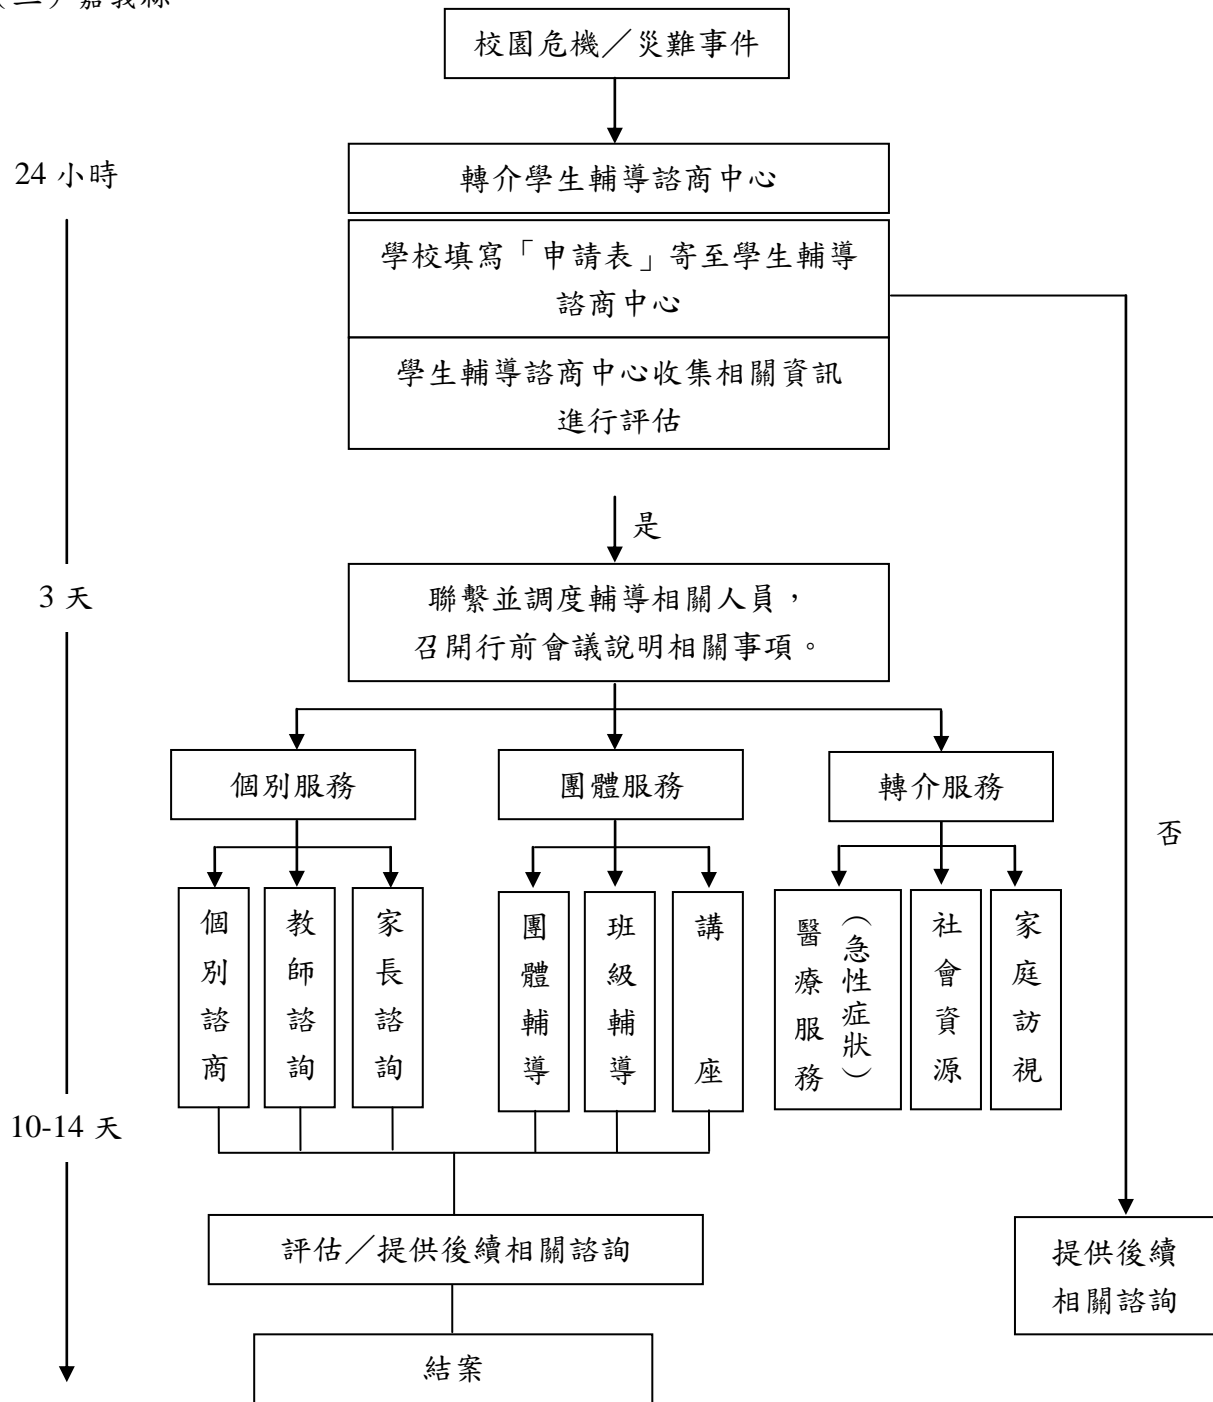 （二）嘉義縣
校園危機／災難事件
24 小時
轉介學生輔導諮商中心
學校填寫「申請表」寄至學生輔導
諮商中心
學生輔導諮商中心收集相關資訊
進行評估
是
3 天
聯繫並調度輔導相關人員，
召開行前會議說明相關事項。
個別服務
團體服務
轉介服務
否
個別諮商
教師諮詢
家長諮詢
團體輔導
班級輔導
講座
醫療服務
（急性症狀）
社會資源
家庭訪視
10-14 天
評估／提供後續相關諮詢
提供後續
相關諮詢
結案